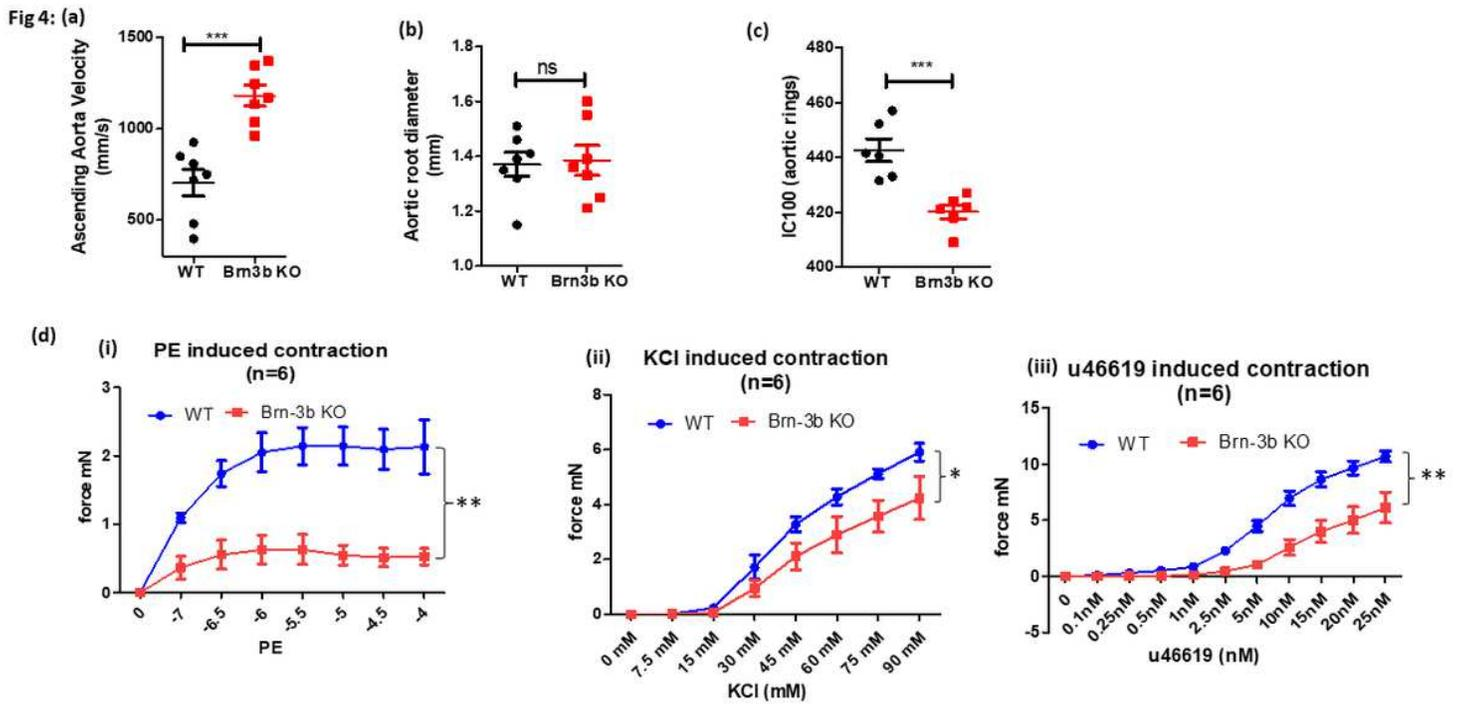 Fig 4: (a)
1500
1000
500
Ascending Aorta Velocity
(mm/s)
***
WT
Brn3b KO
(b)
1.8
1.6
1.4
1.2
1.0
Aortic root diameter
(mm)
ns
WT
Brn3b KO
(c)
480
460
440
420
400
IC100 (aortic rings)
***
WT
Brn3b KO
(d)
(i)
PE induced contraction
(n=6)
WT
Brn-3b KO
3
2
1
0
force mN
**
0
-7
-6.5
-6
-5.5
-5
-4.5
-4
PE
(ii)
KCl induced contraction
(n=6)
WT
Brn-3b KO
8
6
4
2
0
force mN
*
0 mM
7.5 mM
15 mM
30 mM
45 mM
60 mM
75 mM
90 mM
KCl (mM)
(iii) u46619 induced contraction
(n=6)
WT
Brn-3b KO
15
10
5
0
-5
force mN
**
0
0.1nM
0.25nM
0.5nM
1nM
2.5nM
5nM
10nM
15nM
20nM
25nM
u46619 (nM)